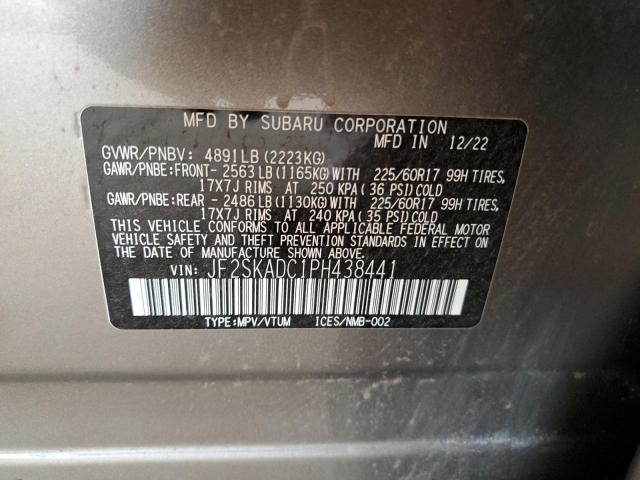 MFD BY SUBARU CORPORATION
MFD IN 12/22
GVWR/PNBV: 4891LB(2223KG)
GAWR/PNBE:FRONT- 2563LB(1165KG)WITH 225/60R17 99H TIRES,
17X7J RIMS AT 250 KPA(36 PSI)COLD
GAWR/PNBE:REAR - 2486LB(1130KG)WITH 225/60R17 99H TIRES,
17X7J RIMS AT 240 KPA(35 PSI)COLD
THIS VEHICLE CONFORMS TO ALL APPLICABLE FEDERAL MOTOR
VEHICLE SAFETY AND THEFT PREVENTION STANDARDS IN EFFECT
ON THE DATE OF MANUFACTURE SHOWN ABOVE.
VIN: JF2SKADC1PH438441
TYPE:MPV/VTUM ICES/NMB-002